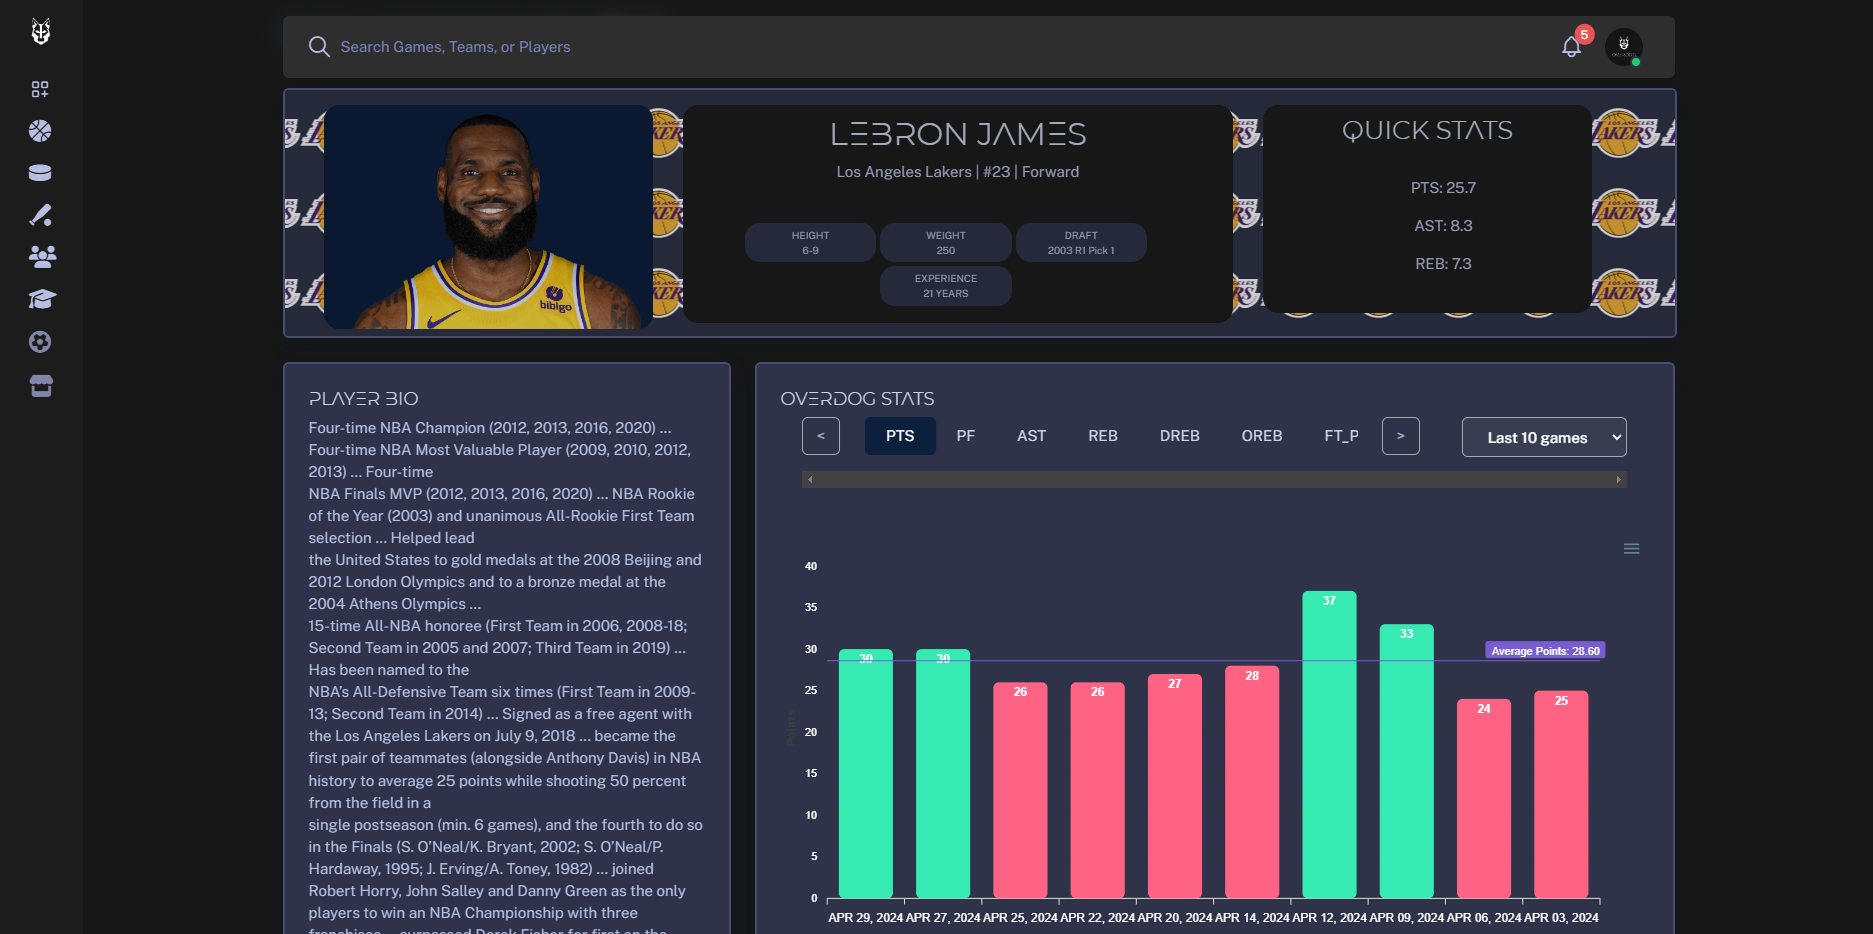 Search Games, Teams, or Players
5
LEBRON JAMES
Los Angeles Lakers | #23 | Forward
HEIGHT
6-9
WEIGHT
250
DRAFT
2003 R1 Pick 1
EXPERIENCE
21 YEARS
bibigo
QUICK STATS
PTS: 25.7
AST: 8.3
REB: 7.3
LOS ANGELES
LAKERS
PLAYER BIO
Four-time NBA Champion (2012, 2013, 2016, 2020) ...
Four-time NBA Most Valuable Player (2009, 2010, 2012,
2013) ... Four-time
NBA Finals MVP (2012, 2013, 2016, 2020) ... NBA Rookie
of the Year (2003) and unanimous All-Rookie First Team
selection ... Helped lead
the United States to gold medals at the 2008 Beijing and
2012 London Olympics and to a bronze medal at the
2004 Athens Olympics ...
15-time All-NBA honoree (First Team in 2006, 2008-18;
Second Team in 2005 and 2007; Third Team in 2019) ...
Has been named to the
NBA’s All-Defensive Team six times (First Team in 2009-
13; Second Team in 2014) ... Signed as a free agent with
the Los Angeles Lakers on July 9, 2018 ... became the
first pair of teammates (alongside Anthony Davis) in NBA
history to average 25 points while shooting 50 percent
from the field in a
single postseason (min. 6 games), and the fourth to do so
in the Finals (S. O’Neal/K. Bryant, 2002; S. O’Neal/P.
Hardaway, 1995; J. Erving/A. Toney, 1982) ... joined
Robert Horry, John Salley and Danny Green as the only
players to win an NBA Championship with three
franchises ... surpassed Derek Fisher for first on the
OVERDOG STATS
< PTS PF AST REB DREB OREB FT_P > Last 10 games
40
35
30
25
20
15
10
5
0
Points
30 30 26 26 27 28 37 33 24 25
Average Points: 28.60
APR 29, 2024 APR 27, 2024 APR 25, 2024 APR 22, 2024 APR 20, 2024 APR 14, 2024 APR 12, 2024 APR 09, 2024 APR 06, 2024 APR 03, 2024